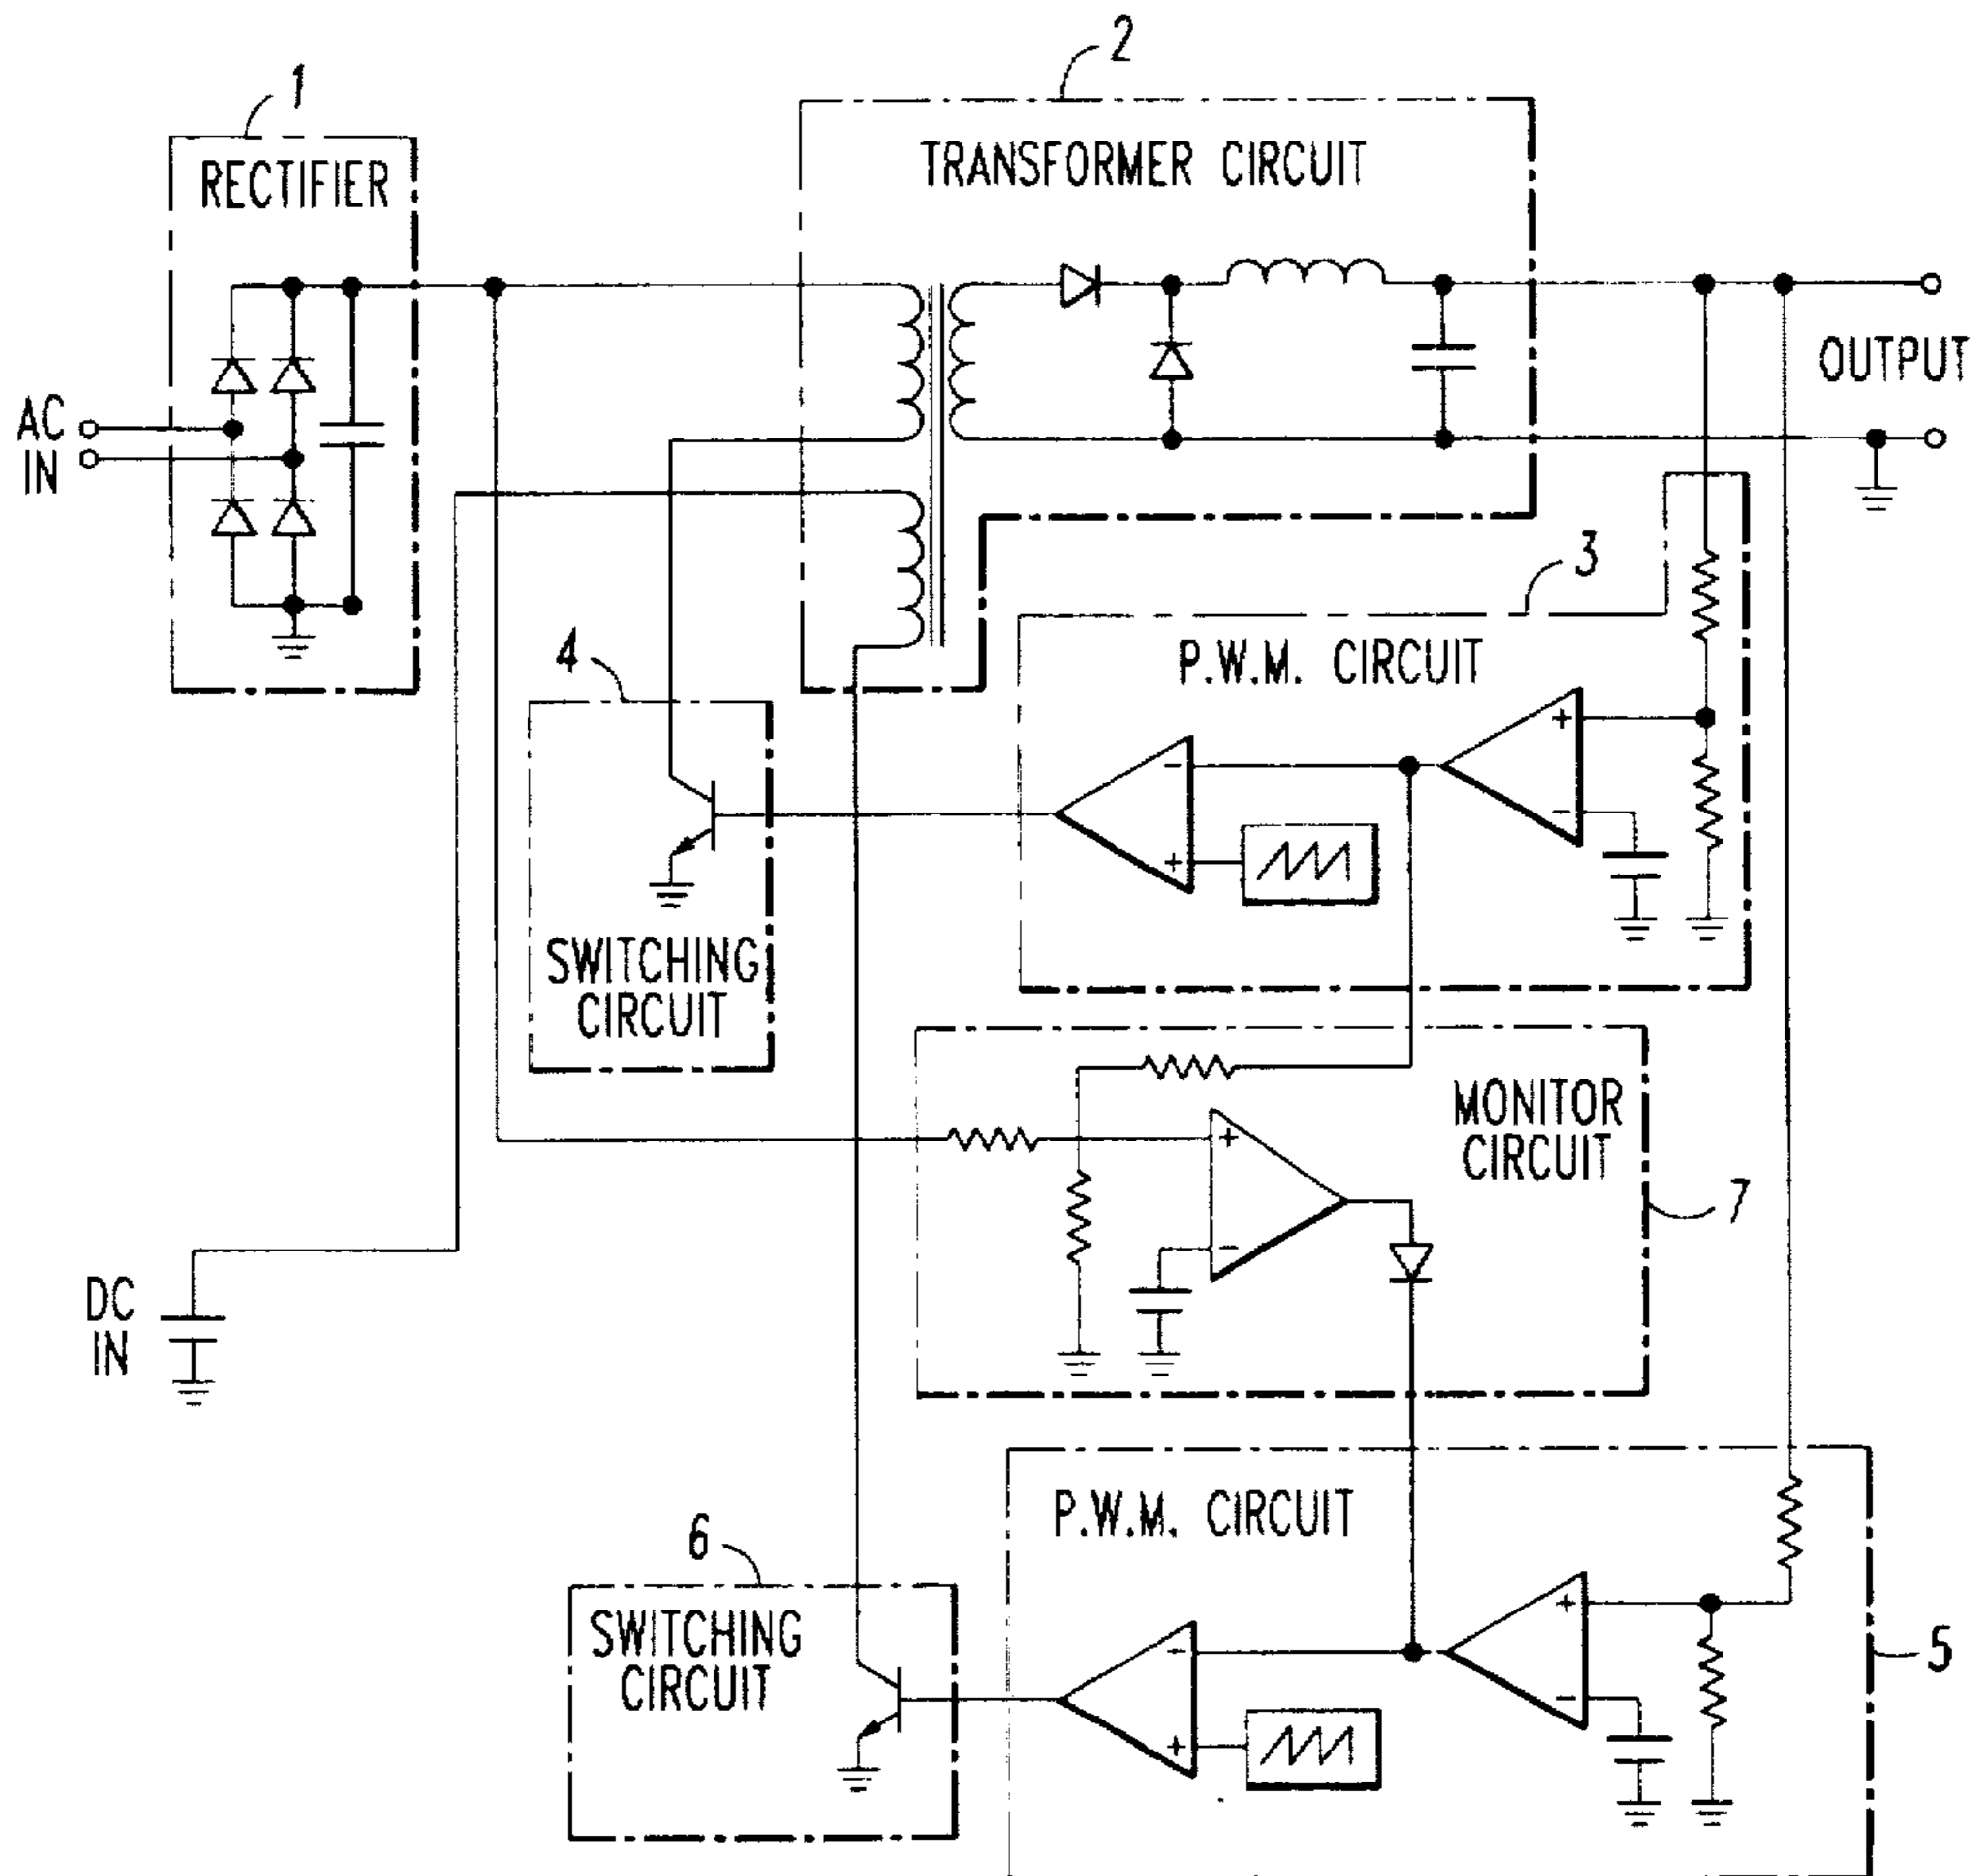 1
RECTIFIER
2
TRANSFORMER CIRCUIT
AC
IN
OUTPUT
3
P.W.M. CIRCUIT
+
-
-
+
4
SWITCHING
CIRCUIT
MONITOR
CIRCUIT
+
-
7
DC
IN
P.W.M. CIRCUIT
+
-
-
+
5
6
SWITCHING
CIRCUIT